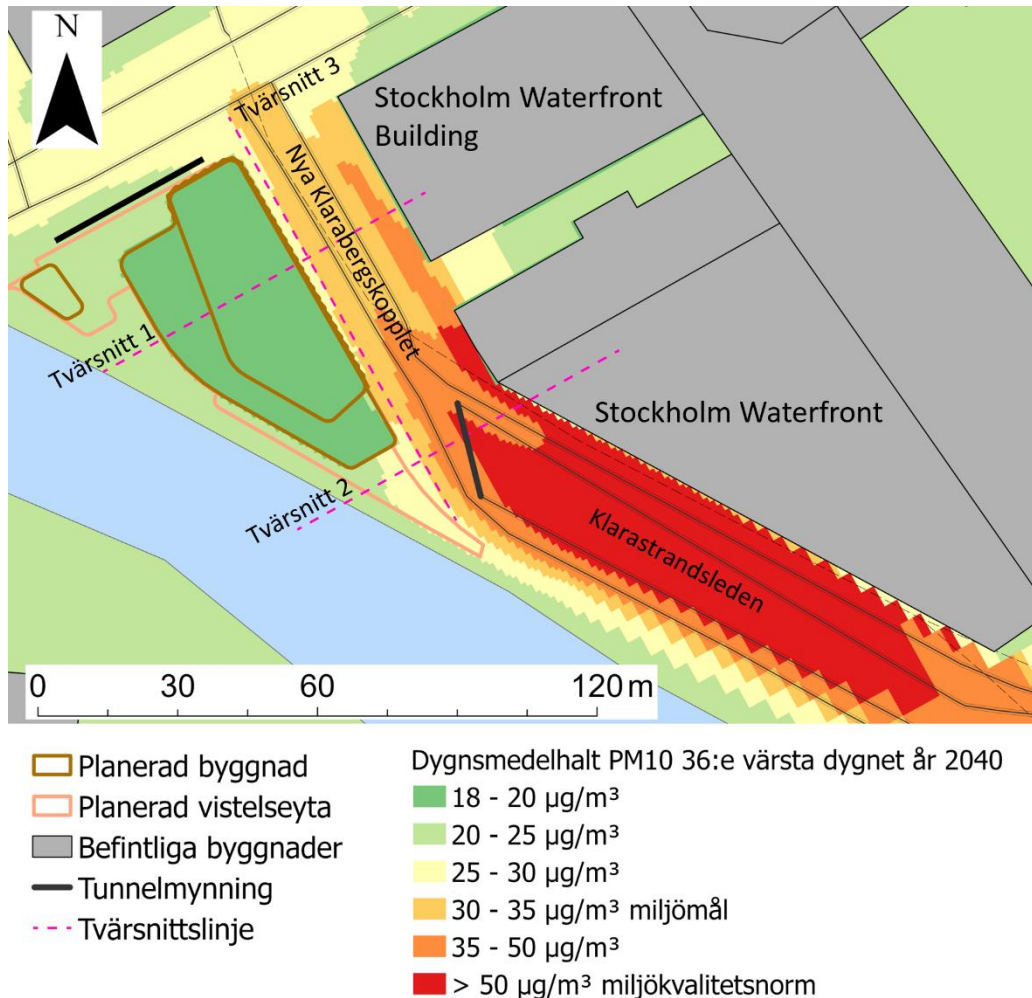 N
Tvärsnitt 3
Stockholm Waterfront
Building
Nya Klarabergskopplet
Tvärsnitt 1
Stockholm Waterfront
Tvärsnitt 2
Klarastrandsleden
0 30 60 120 m
Planerad byggnad
Planerad vistelseyta
Befintliga byggnader
Tunnelmynning
Tvärsnittslinje
Dygnsmedelhalt PM10 36:e värsta dygnet år 2040
18 - 20 µg/m³
20 - 25 µg/m³
25 - 30 µg/m³
30 - 35 µg/m³ miljömål
35 - 50 µg/m³
> 50 µg/m³ miljökvalitetsnorm